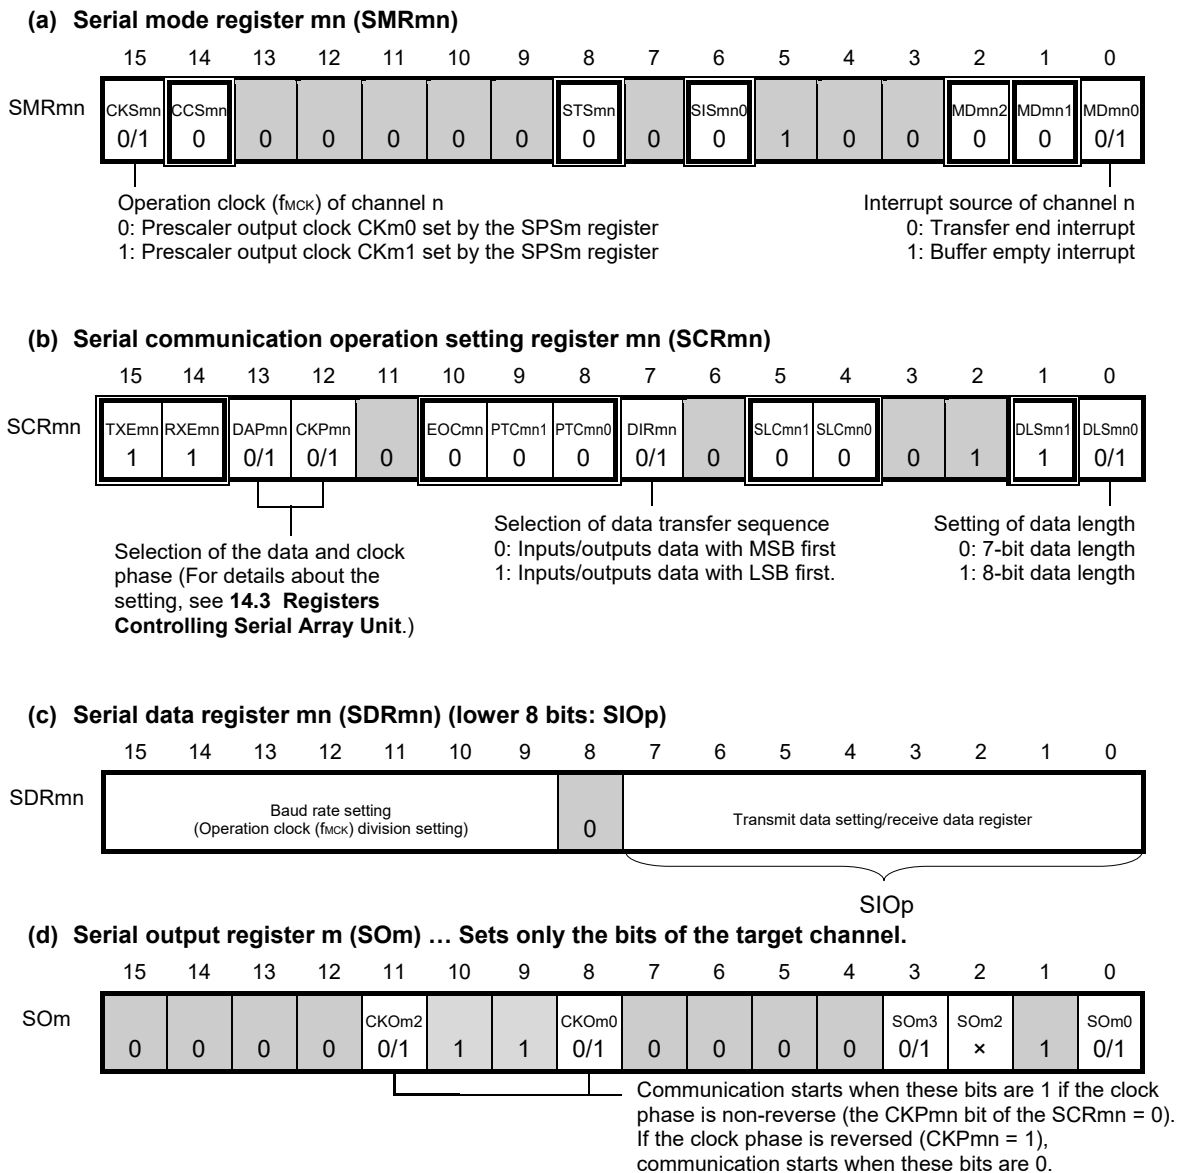 (a) Serial mode register mn (SMRmn)
15 14 13 12 11 10 9 8 7 6 5 4 3 2 1 0
SMRmn
CKSmn CCSmn STSmn SISmn0 MDmn2 MDmn1 MDmn0
0/1 0 0 0 0 0 0 0 0 0 1 0 0 0 0 0/1
Operation clock (fMCK) of channel n
0: Prescaler output clock CKm0 set by the SPSm register
1: Prescaler output clock CKm1 set by the SPSm register
Interrupt source of channel n
0: Transfer end interrupt
1: Buffer empty interrupt
(b) Serial communication operation setting register mn (SCRmn)
15 14 13 12 11 10 9 8 7 6 5 4 3 2 1 0
SCRmn
TXEmn RXEmn DAPmn CKPmn EOCmn PTCmn1 PTCmn0 DIRmn SLCmn1 SLCmn0 DLSmn1 DLSmn0
1 1 0/1 0/1 0 0 0 0 0/1 0 0 0 0 1 1 0/1
Selection of the data and clock
phase (For details about the
setting, see 14.3 Registers
Controlling Serial Array Unit.)
Selection of data transfer sequence
0: Inputs/outputs data with MSB first
1: Inputs/outputs data with LSB first.
Setting of data length
0: 7-bit data length
1: 8-bit data length
(c) Serial data register mn (SDRmn) (lower 8 bits: SIOp)
15 14 13 12 11 10 9 8 7 6 5 4 3 2 1 0
SDRmn
Baud rate setting
(Operation clock (fMCK) division setting)
0
Transmit data setting/receive data register
SIOp
(d) Serial output register m (SOm) … Sets only the bits of the target channel.
15 14 13 12 11 10 9 8 7 6 5 4 3 2 1 0
SOm
CKOm2 CKOm0 SOm3 SOm2 SOm0
0 0 0 0 0/1 1 1 0/1 0 0 0 0 0/1 × 1 0/1
Communication starts when these bits are 1 if the clock
phase is non-reverse (the CKPmn bit of the SCRmn = 0).
If the clock phase is reversed (CKPmn = 1),
communication starts when these bits are 0.